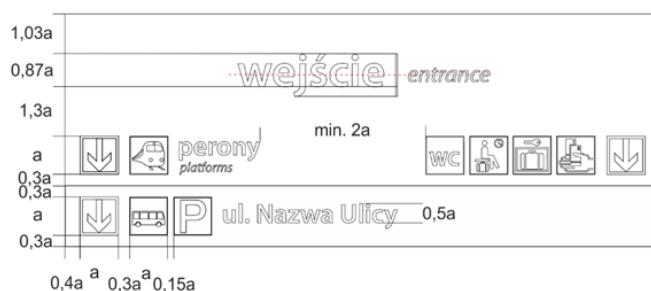 1,03a
0,87a
wejście entrance
1,3a
min. 2a
a
perony
platforms
WC
0,3a
0,3a
a
P ul. Nazwa Ulicy 0,5a
0,3a
0,4a a 0,3a a 0,15a